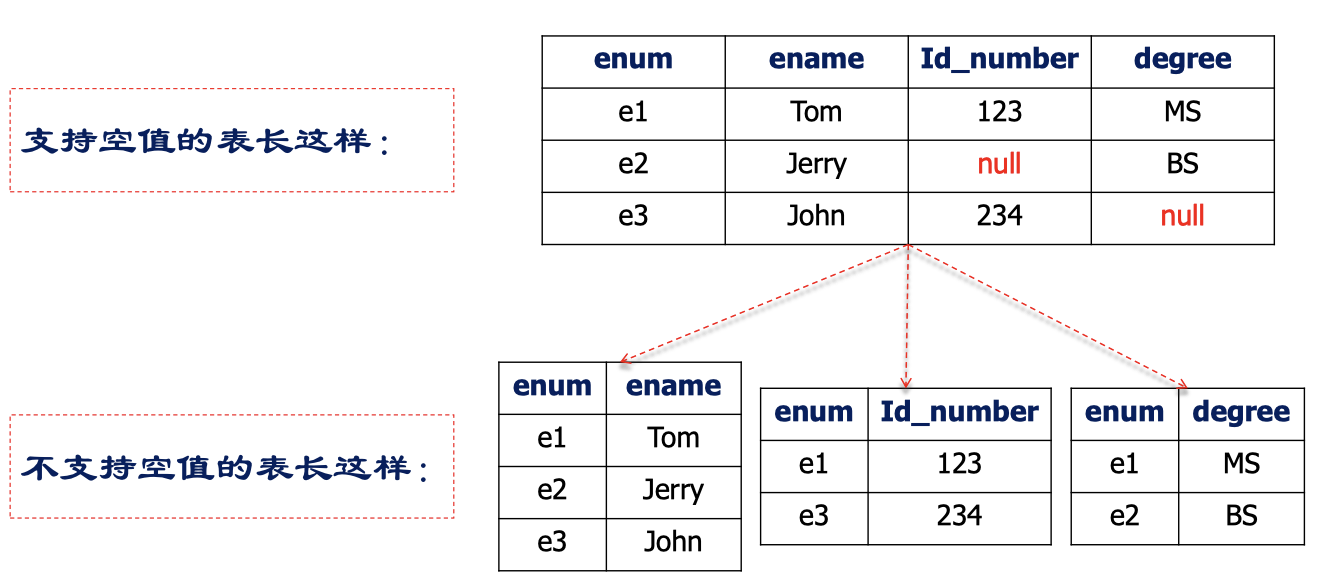 支持空值的表长这样：
enum ename Id_number degree
e1 Tom 123 MS
e2 Jerry null BS
e3 John 234 null
不支持空值的表长这样：
enum ename
e1 Tom
e2 Jerry
e3 John
enum Id_number
e1 123
e3 234
enum degree
e1 MS
e2 BS